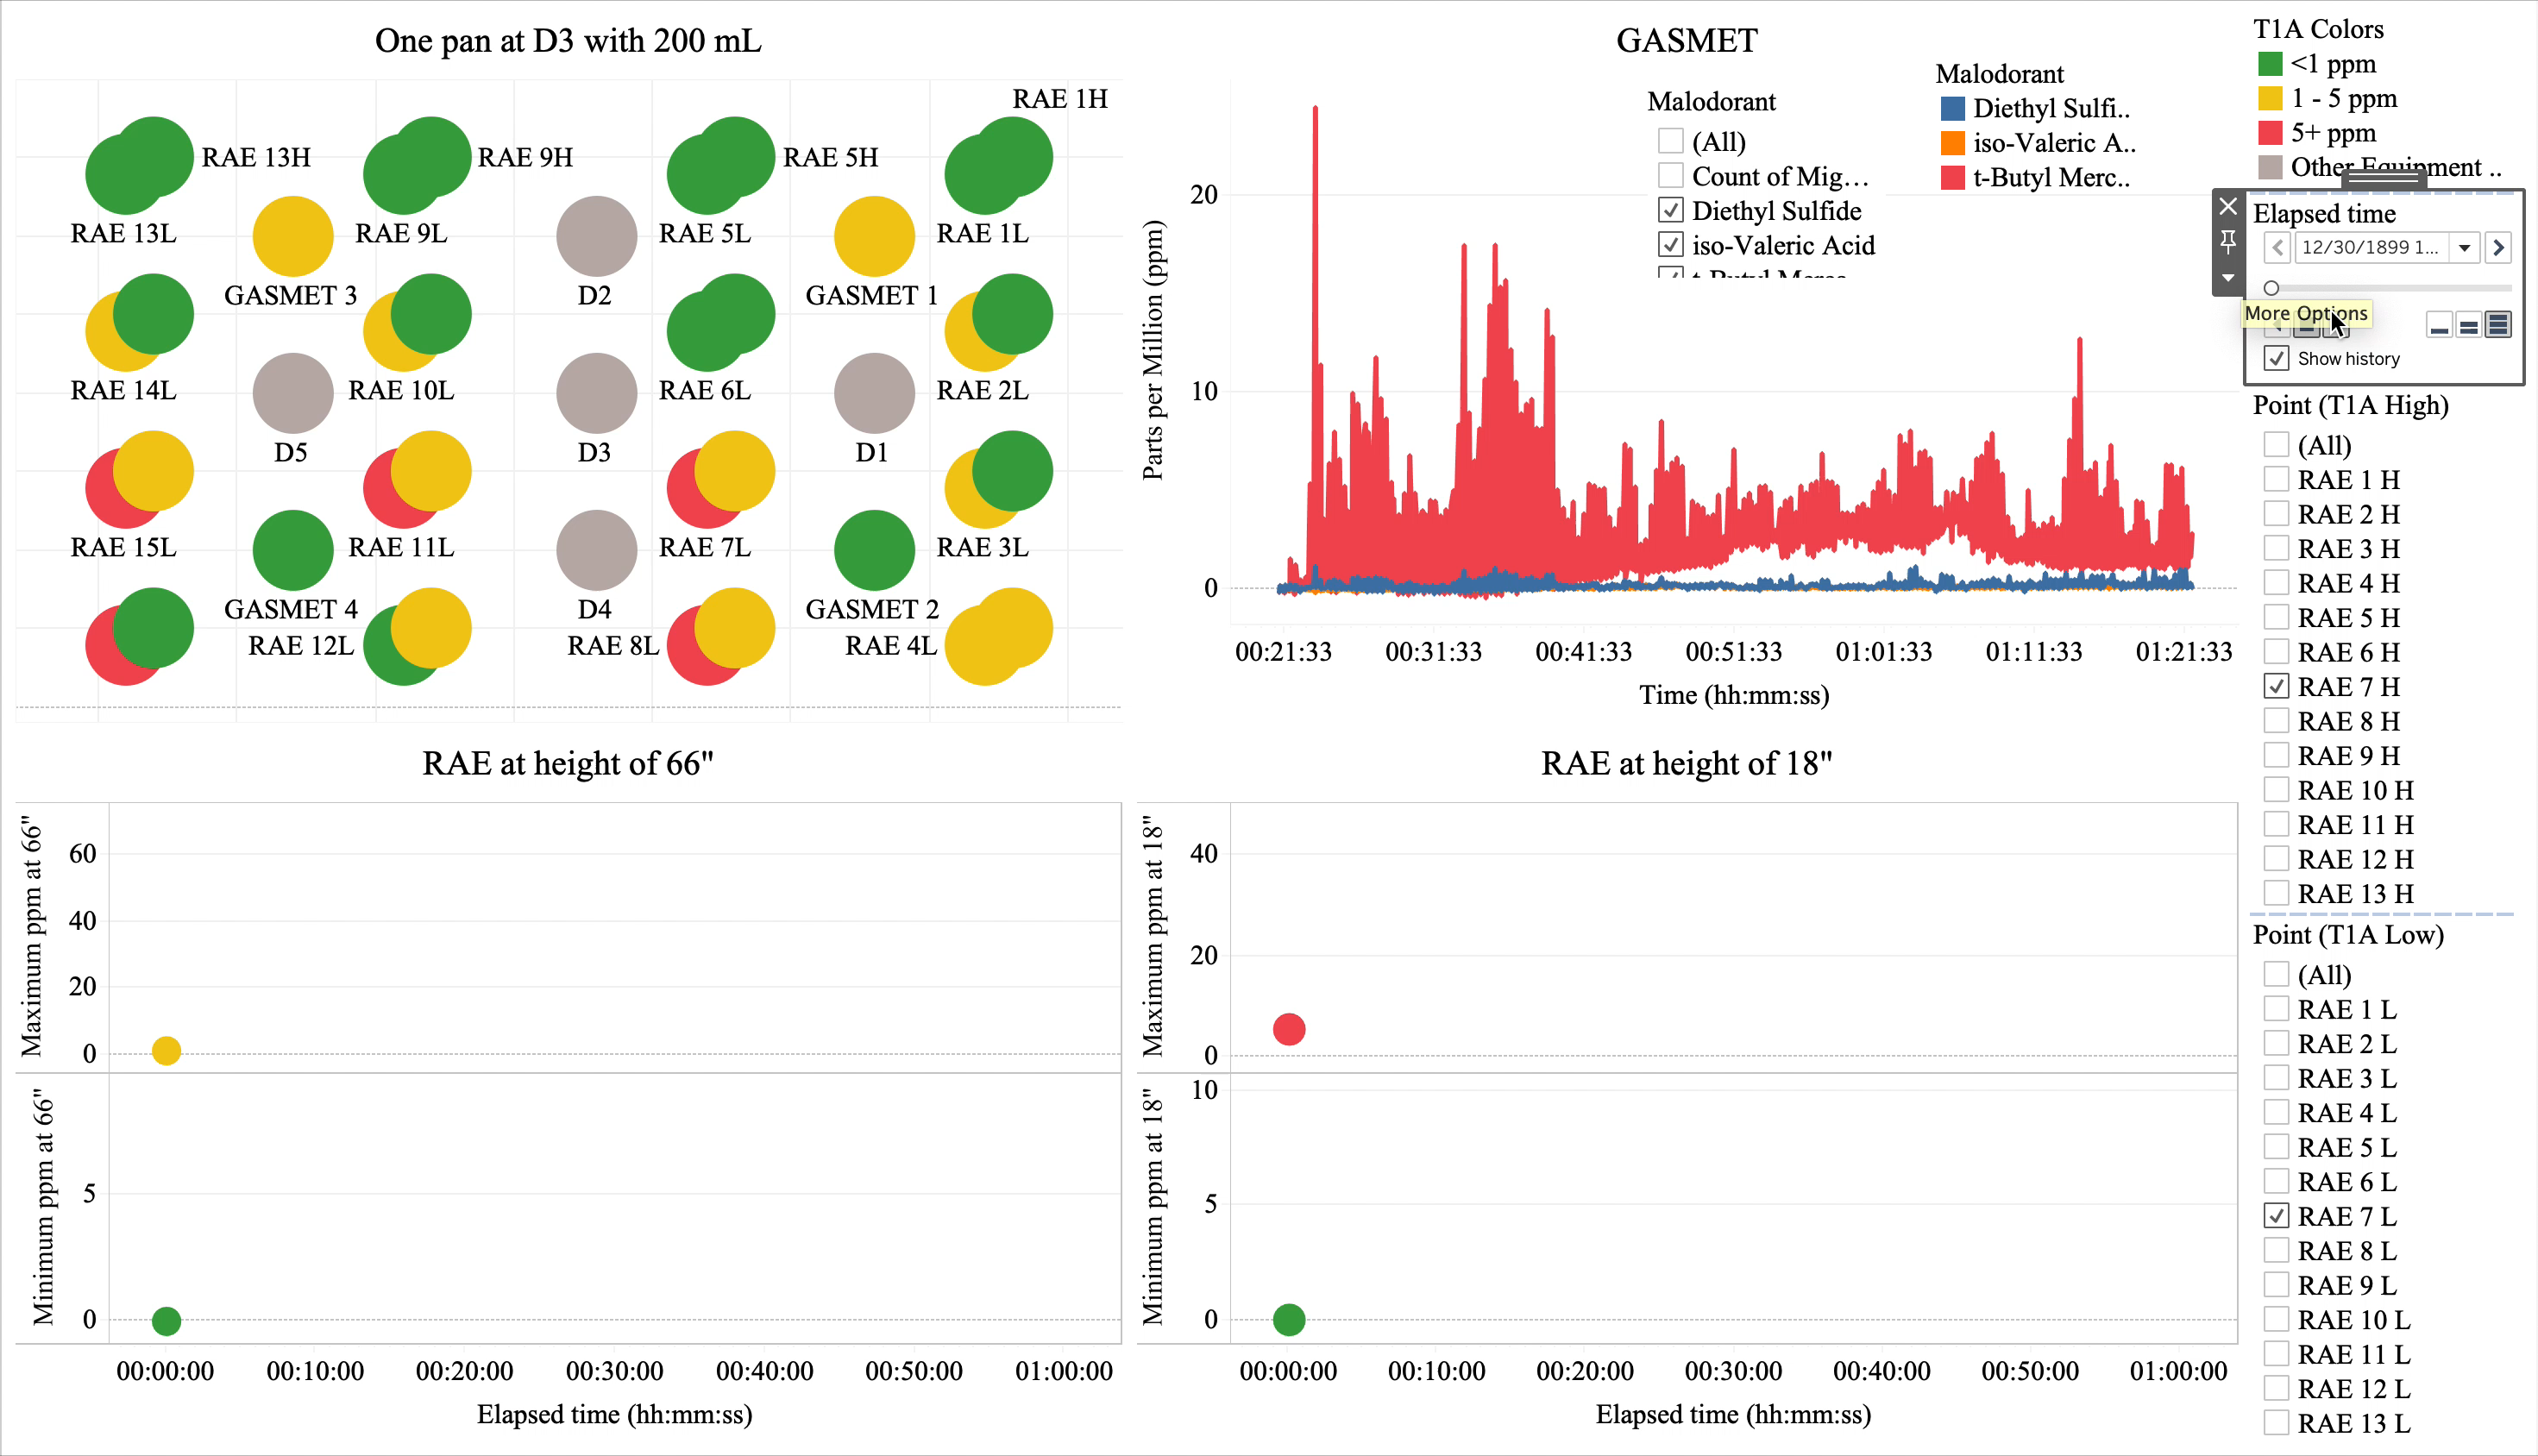 One pan at D3 with 200 mL
RAE 1H
RAE 13H
RAE 9H
RAE 5H
RAE 13L
RAE 9L
RAE 5L
RAE 1L
GASMET 3
D2
GASMET 1
RAE 14L
RAE 10L
RAE 6L
RAE 2L
D5
D3
D1
RAE 15L
RAE 11L
RAE 7L
RAE 3L
GASMET 4
D4
GASMET 2
RAE 12L
RAE 8L
RAE 4L
GASMET
Malodorant
(All)
Count of Mig...
Diethyl Sulfide
iso-Valeric Acid
Malodorant
Diethyl Sulfi..
iso-Valeric A..
t-Butyl Merc..
Parts per Million (ppm)
20
10
0
00:21:33
00:31:33
00:41:33
00:51:33
01:01:33
01:11:33
01:21:33
Time (hh:mm:ss)
T1A Colors
<1 ppm
1 - 5 ppm
5+ ppm
Other Equipment ..
Elapsed time
12/30/1899 1...
More Options
Show history
Point (T1A High)
(All)
RAE 1 H
RAE 2 H
RAE 3 H
RAE 4 H
RAE 5 H
RAE 6 H
RAE 7 H
RAE 8 H
RAE 9 H
RAE 10 H
RAE 11 H
RAE 12 H
RAE 13 H
Point (T1A Low)
(All)
RAE 1 L
RAE 2 L
RAE 3 L
RAE 4 L
RAE 5 L
RAE 6 L
RAE 7 L
RAE 8 L
RAE 9 L
RAE 10 L
RAE 11 L
RAE 12 L
RAE 13 L
RAE at height of 66"
Maximum ppm at 66"
60
40
20
0
Minimum ppm at 66"
5
0
00:00:00
00:10:00
00:20:00
00:30:00
00:40:00
00:50:00
01:00:00
Elapsed time (hh:mm:ss)
RAE at height of 18"
Maximum ppm at 18"
40
20
0
Minimum ppm at 18"
10
5
0
00:00:00
00:10:00
00:20:00
00:30:00
00:40:00
00:50:00
01:00:00
Elapsed time (hh:mm:ss)